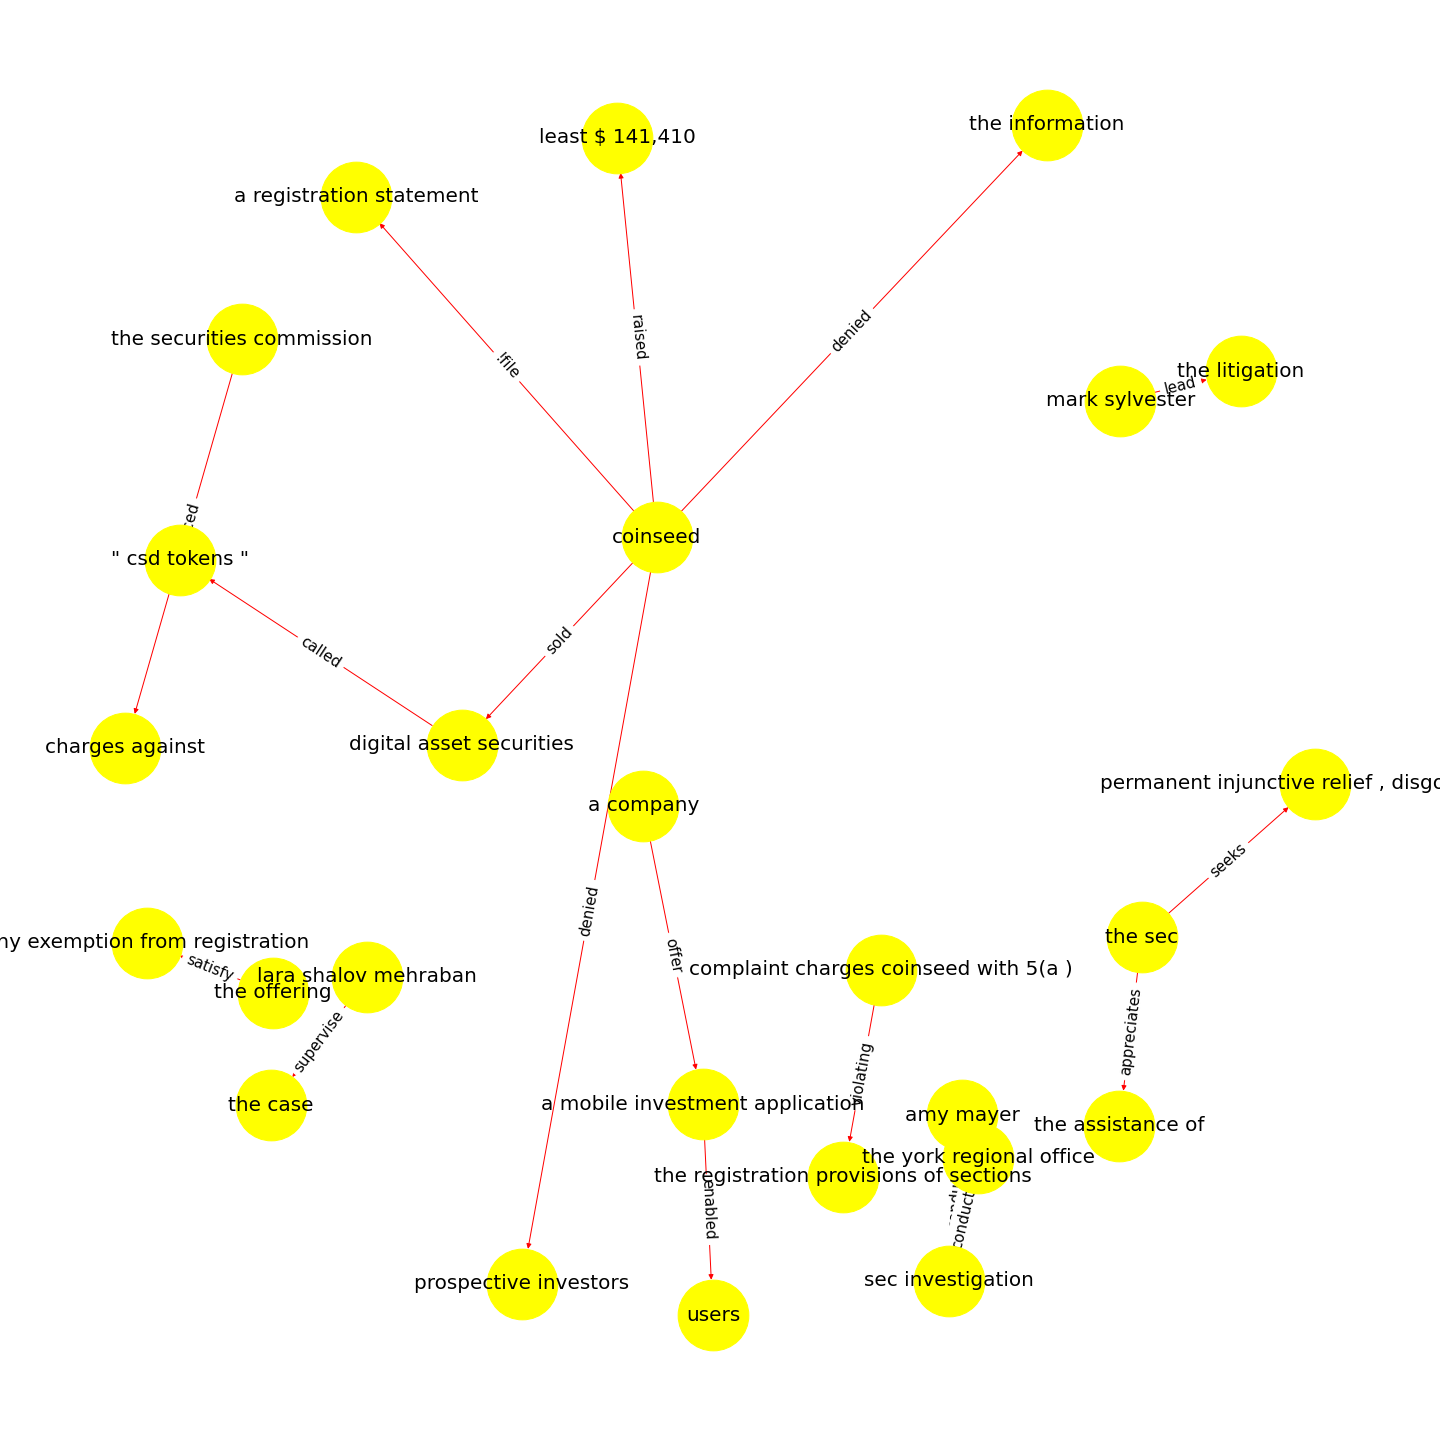 the information
least $ 141,410
a registration statement
the securities commission
!file
raised
denied
the litigation
lead
mark sylvester
coinseed
" csd tokens "
called
sold
charges against
digital asset securities
a company
permanent injunctive relief , 
seeks
denied
offer
the sec
exemption from registration
satisfy
lara shalov mehraban
the offering
complaint charges coinseed with 5(a )
supervise
appreciates
violating
the case
a mobile investment application
amy mayer
the assistance of
the york regional office
the registration provisions of sections
enabled
conduct
prospective investors
sec investigation
users